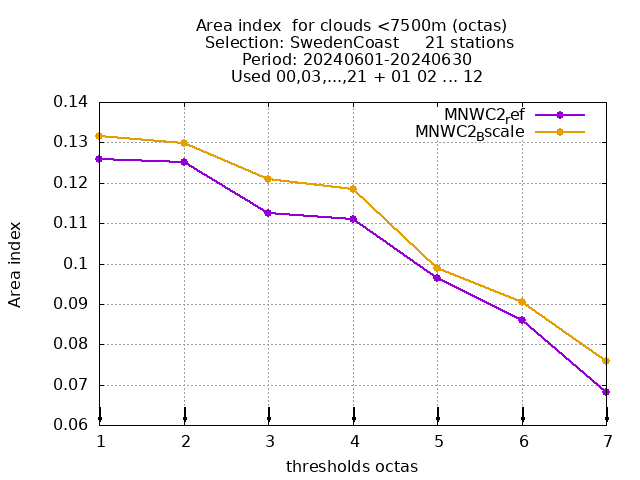 Area index  for clouds <7500m (octas)
Selection: SwedenCoast     21 stations
Period: 20240601-20240630
Used 00,03,...,21 + 01 02 ... 12
MNWC2ref
MNWC2Bscale
0.14
0.13
0.12
0.11
0.1
0.09
0.08
0.07
0.06
Area index
1 2 3 4 5 6 7
thresholds octas